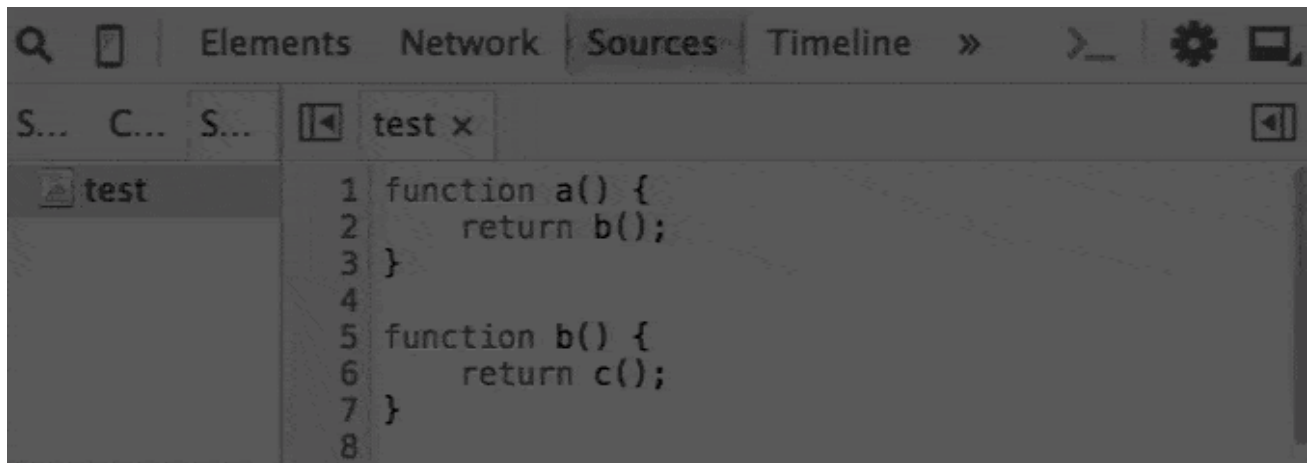 Elements Network Sources Timeline »
S... C... S... test ×
test
1 function a() {
2     return b();
3 }
4
5 function b() {
6     return c();
7 }
8